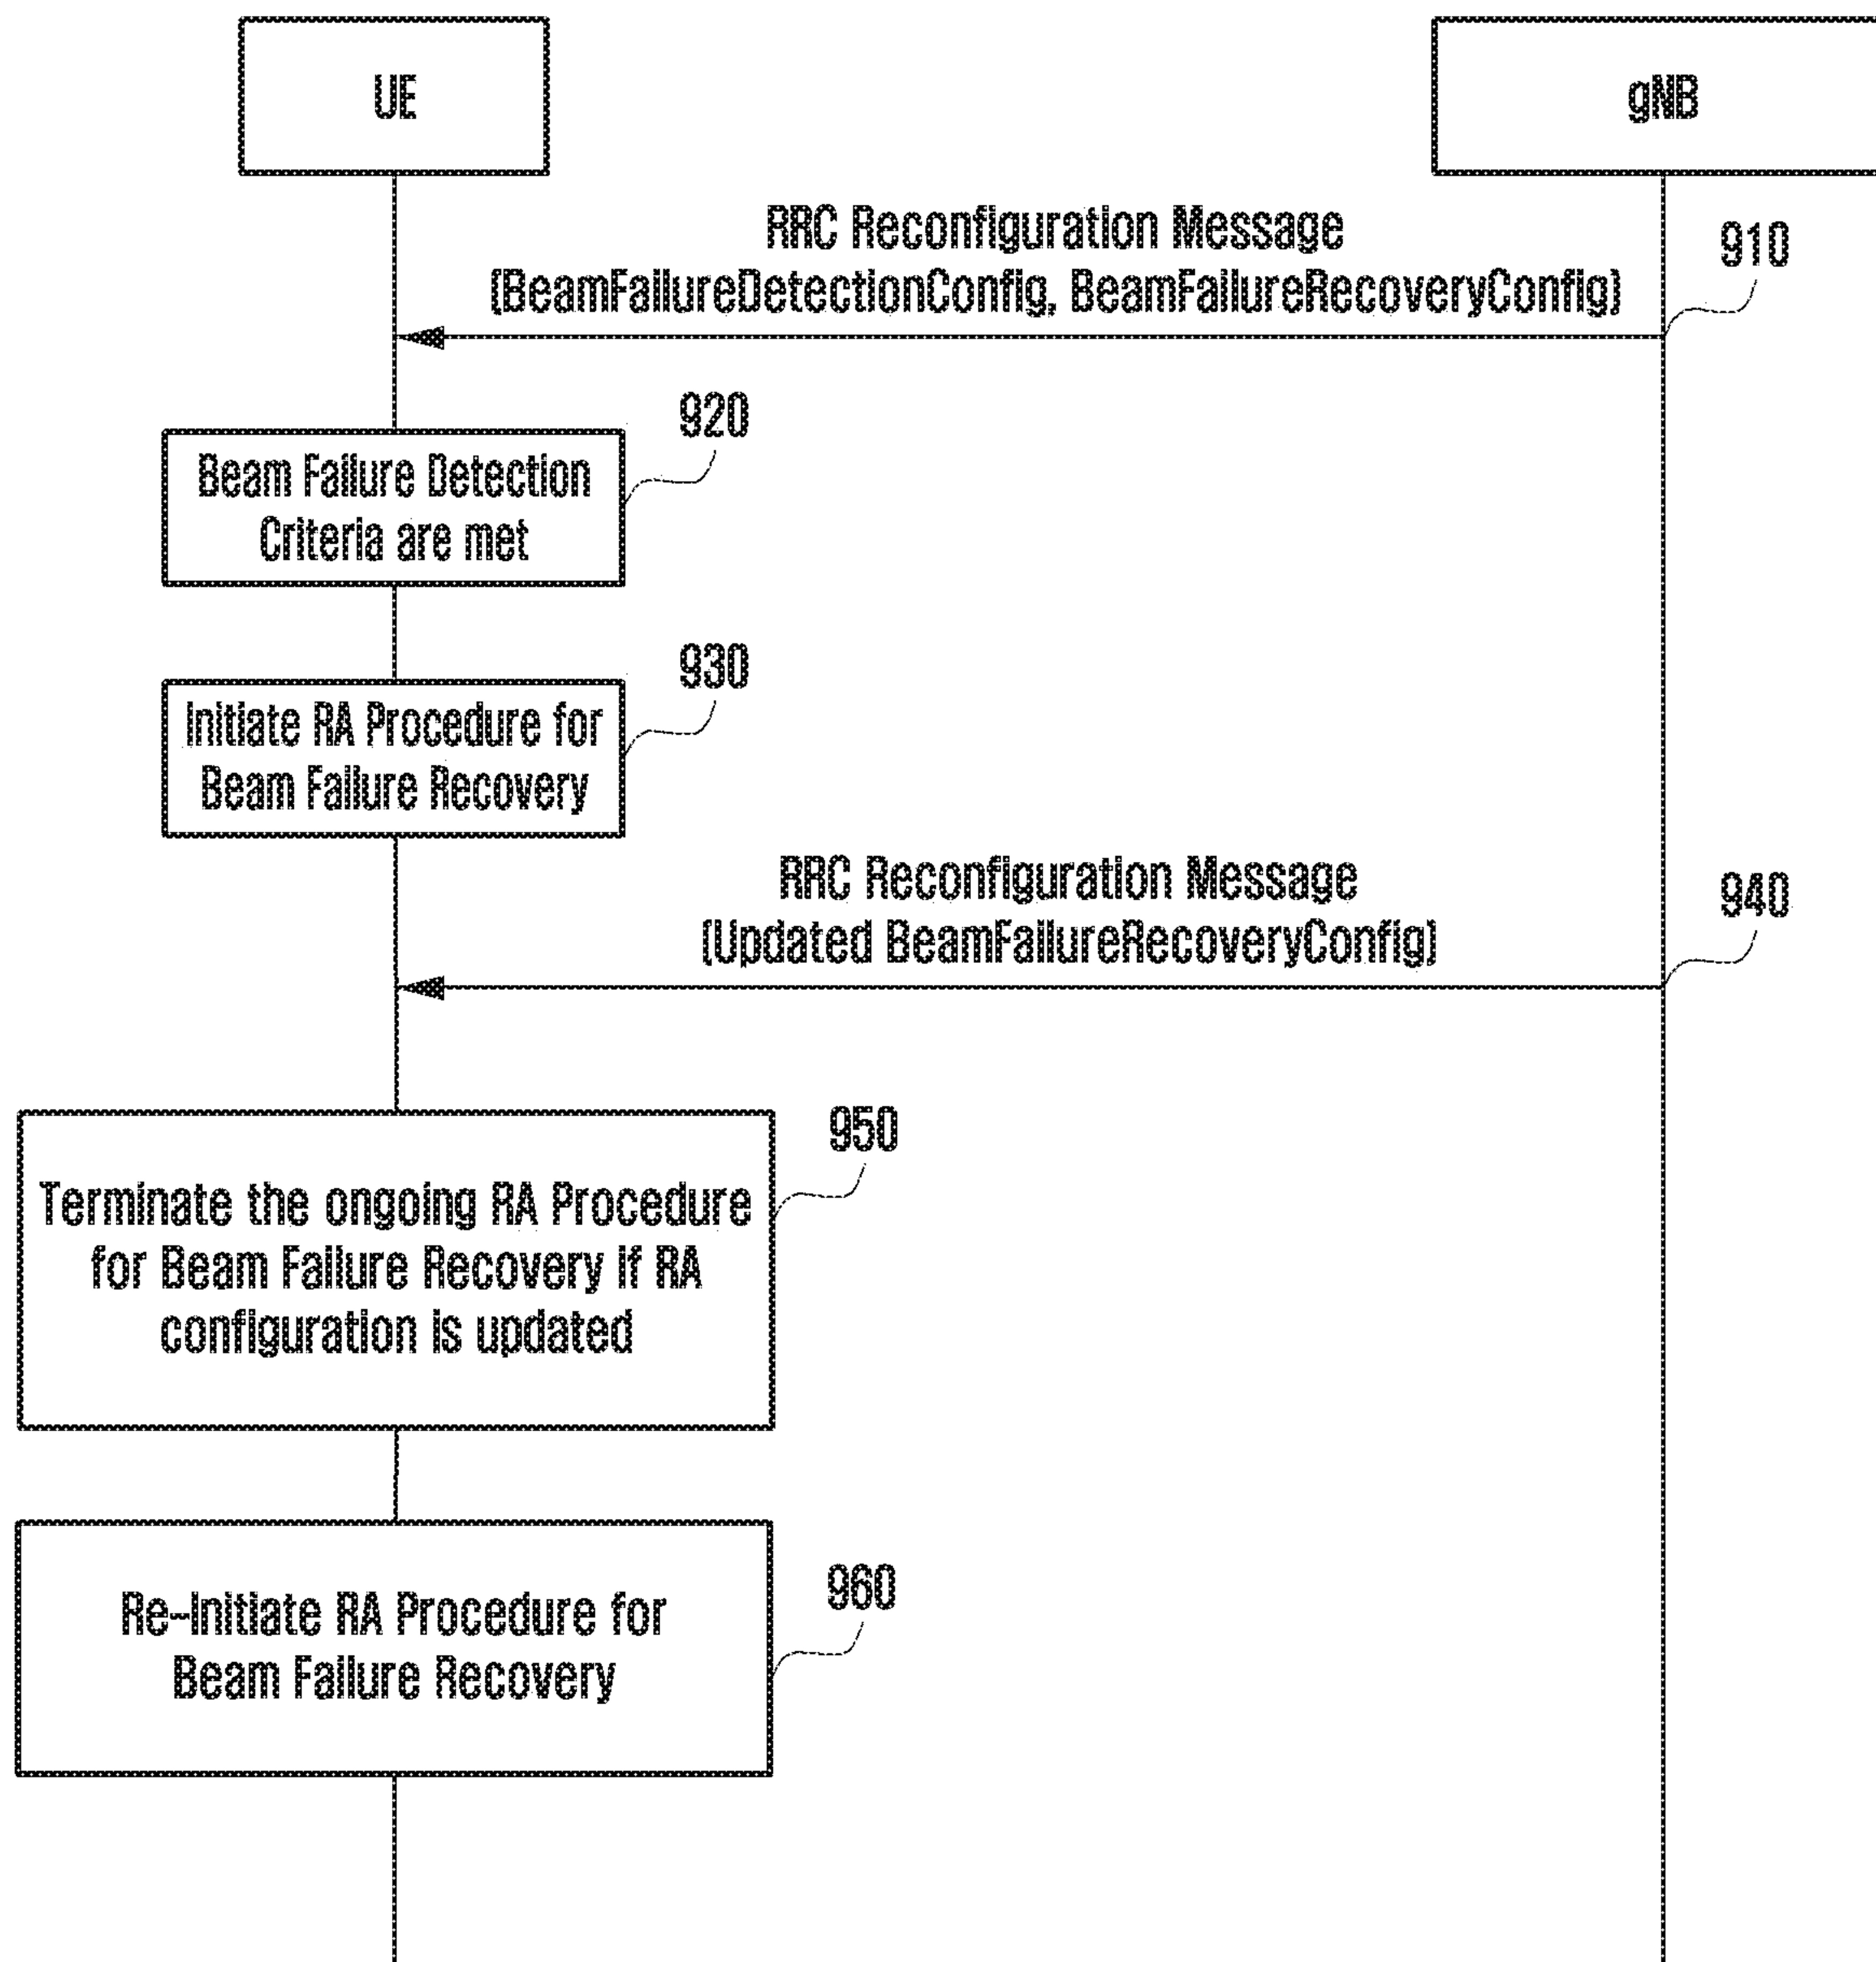 UE
gNB
RRC Reconfiguration Message
(BeamFailureDetectionConfig, BeamFailureRecoveryConfig)
910
920
Beam Failure Detection
Criteria are met
930
Initiate RA Procedure for
Beam Failure Recovery
RRC Reconfiguration Message
(Updated BeamFailureRecoveryConfig)
940
950
Terminate the ongoing RA Procedure
for Beam Failure Recovery if RA
configuration is updated
960
Re-Initiate RA Procedure for
Beam Failure Recovery